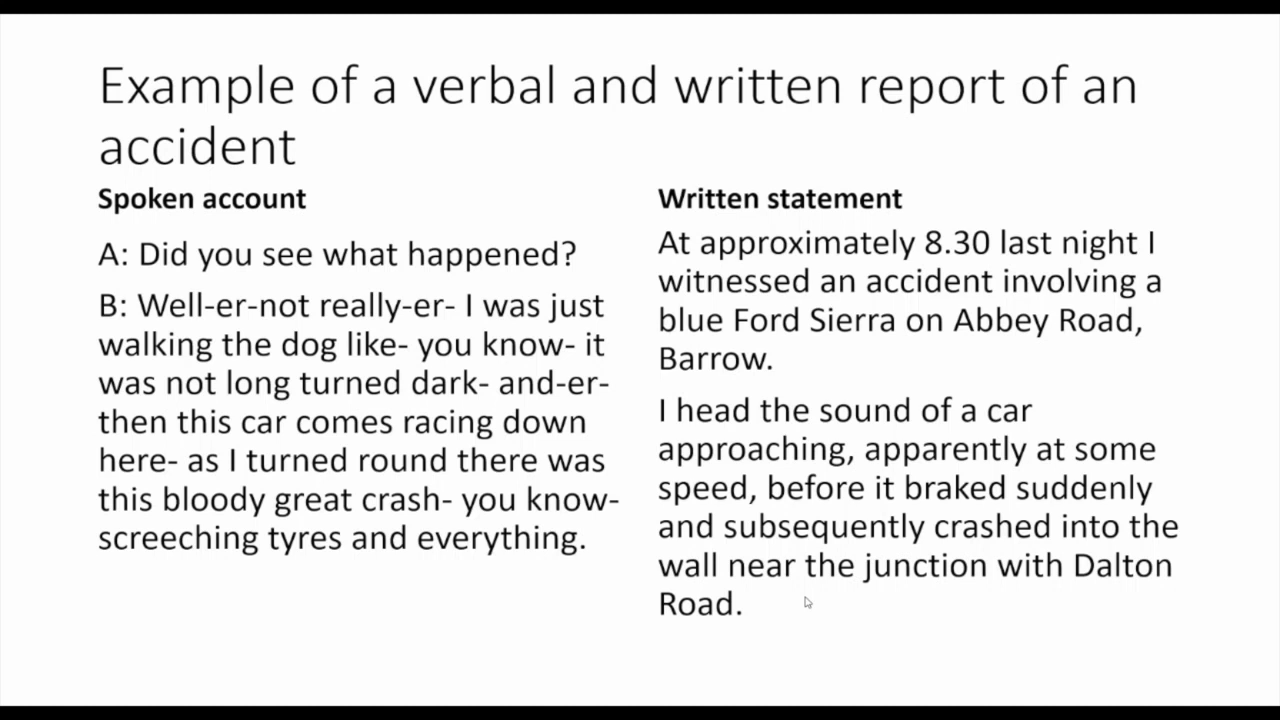 Example of a verbal and written report of an
accident
Spoken account
A: Did you see what happened?
B: Well-er-not really-er- I was just
walking the dog like- you know- it
was not long turned dark- and-er-
then this car comes racing down
here- as I turned round there was
this bloody great crash- you know-
screeching tyres and everything.
Written statement
At approximately 8.30 last night I
witnessed an accident involving a
blue Ford Sierra on Abbey Road,
Barrow.
I head the sound of a car
approaching, apparently at some
speed, before it braked suddenly
and subsequently crashed into the
wall near the junction with Dalton
Road.